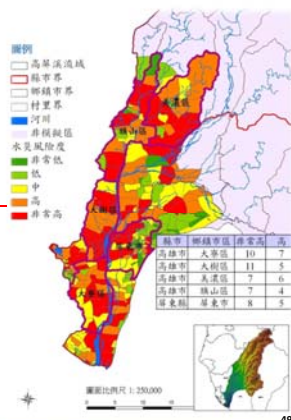 圖例
高屏溪流域
縣市界
鄉鎮市界
村里界
河川
非模擬區
水災風險度
非常低
低
中
高
非常高
美濃區
旗山區
大樹區
大寮區
縣市 鄉鎮市區 非常高 高
高雄市 大寮區 10 7
高雄市 大樹區 11 5
高雄市 美濃區 7 6
高雄市 旗山區 7 4
屏東縣 屏東市 8 5
圖面比例尺 1: 250,000